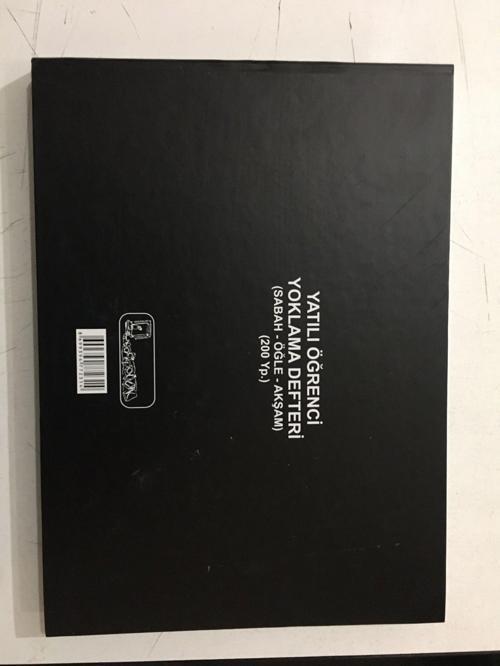 YATILI ÖĞRENCİ
YOKLAMA DEFTERİ
(SABAH - ÖĞLE - AKŞAM)
(200 Yp.)